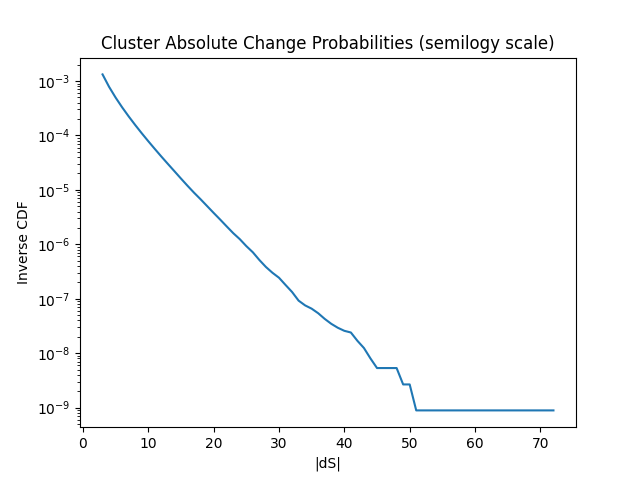 Cluster Absolute Change Probabilities (semilogy scale)
Inverse CDF
10⁻³
10⁻⁴
10⁻⁵
10⁻⁶
10⁻⁷
10⁻⁸
10⁻⁹
0 10 20 30 40 50 60 70
|dS|